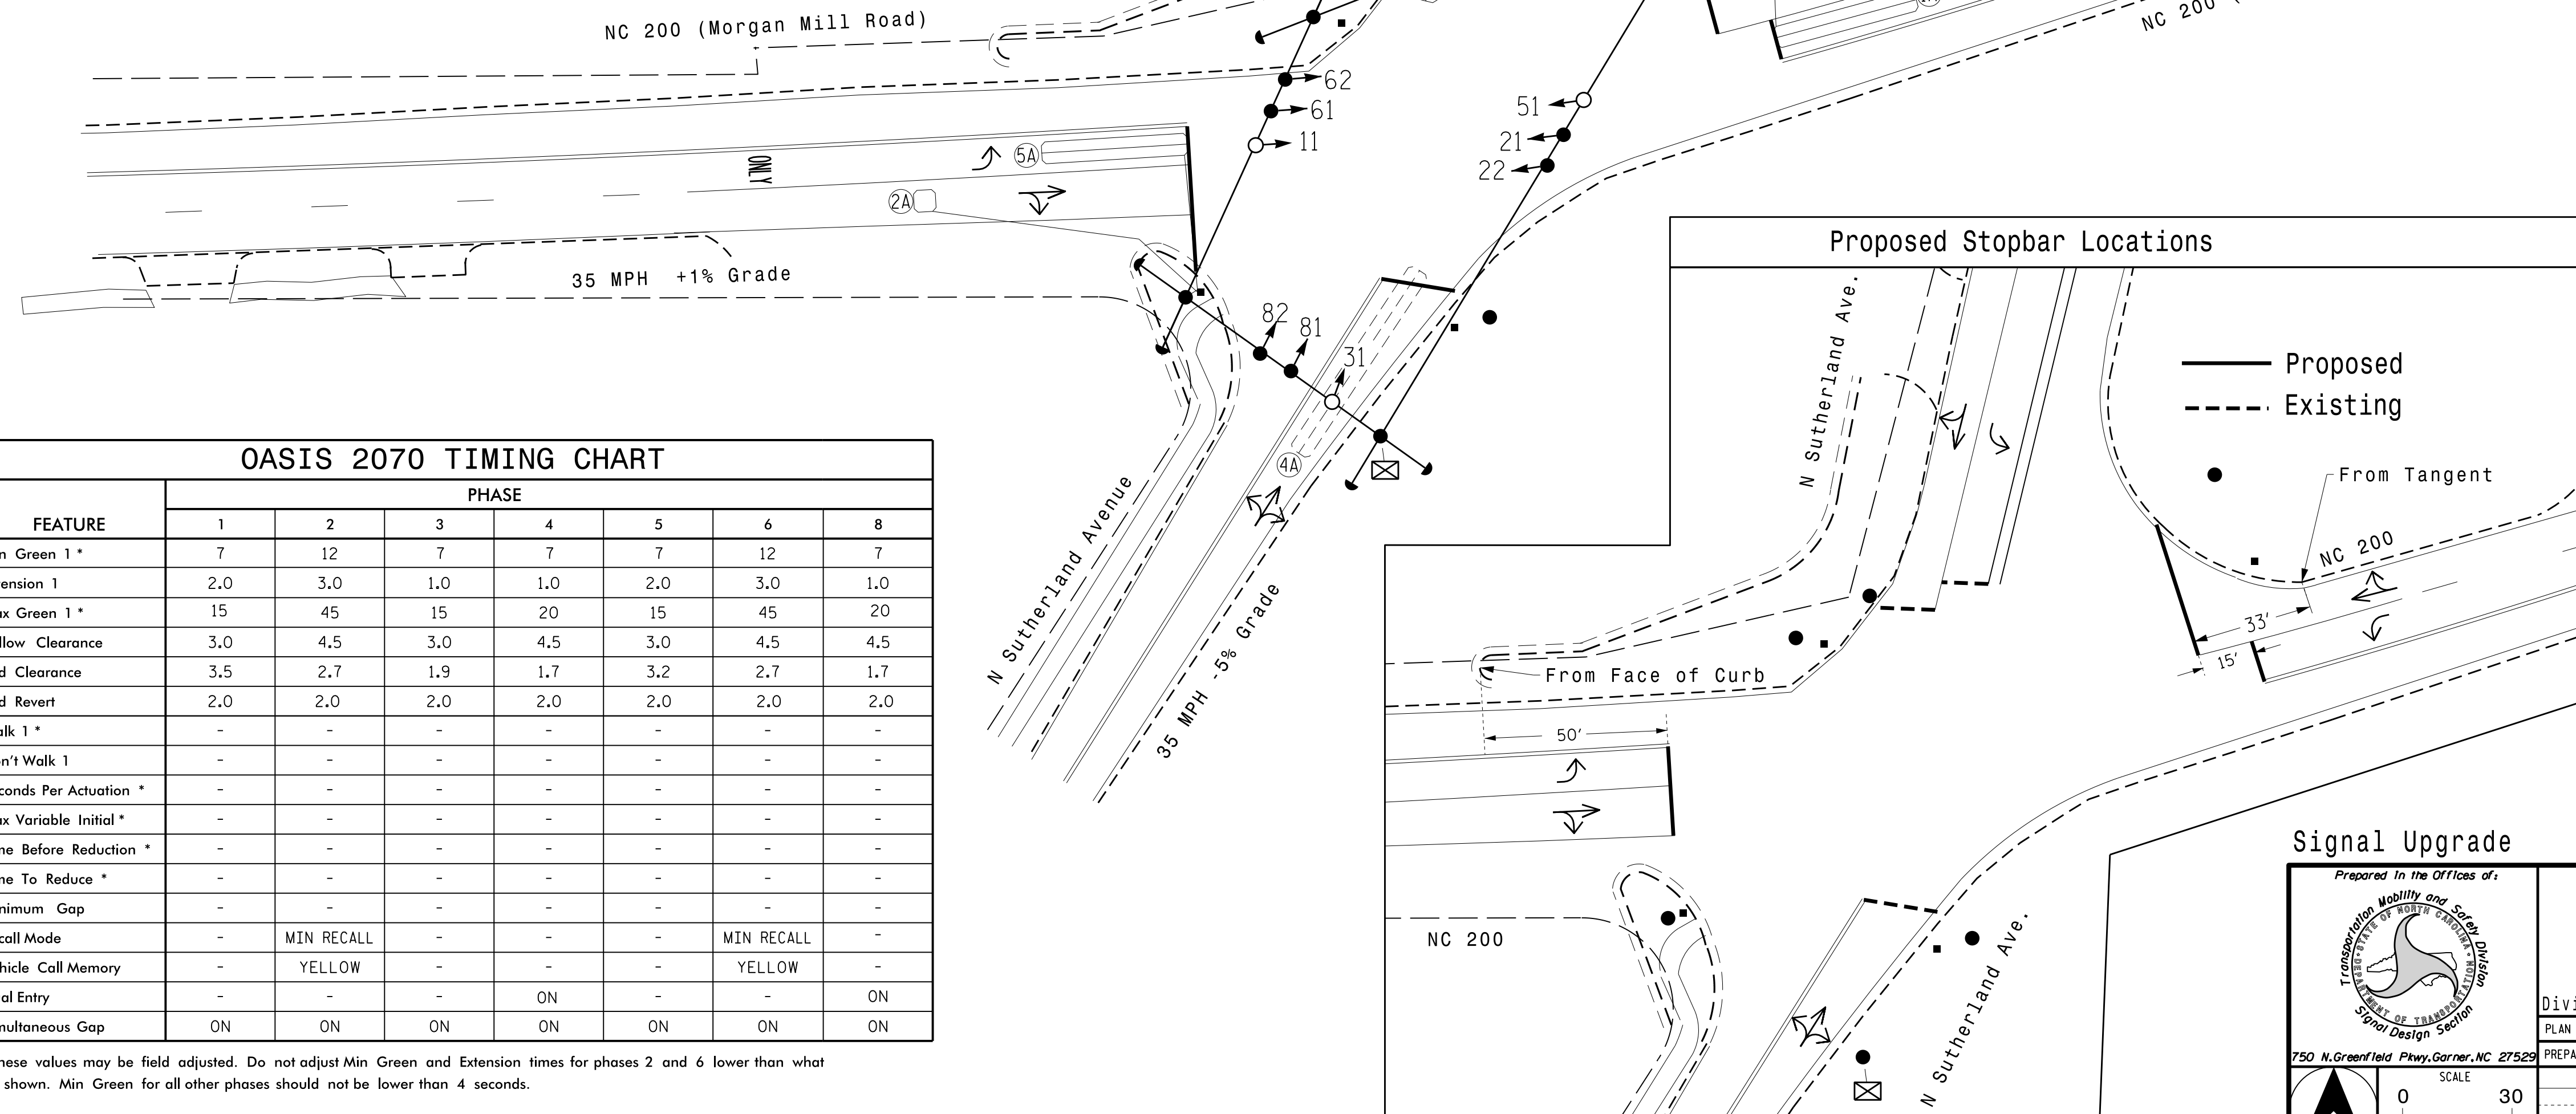 NC 200 (Morgan Mill Road)
NC 200 (
62
61
11
51
21
22
5A
ONLY
2A
35 MPH +1% Grade
82
81
31
4A
N Sutherland Avenue
35 MPH -5% Grade
OASIS 2070 TIMING CHART
FEATURE
PHASE
1 2 3 4 5 6 8
n Green 1 * 7 12 7 7 7 12 7
ension 1 2.0 3.0 1.0 1.0 2.0 3.0 1.0
ax Green 1 * 15 45 15 20 15 45 20
llow Clearance 3.0 4.5 3.0 4.5 3.0 4.5 4.5
d Clearance 3.5 2.7 1.9 1.7 3.2 2.7 1.7
d Revert 2.0 2.0 2.0 2.0 2.0 2.0 2.0
alk 1 * - - - - - - -
n't Walk 1 - - - - - - -
conds Per Actuation * - - - - - - -
ax Variable Initial * - - - - - - -
me Before Reduction * - - - - - - -
me To Reduce * - - - - - - -
nimum Gap - - - - - - -
call Mode - MIN RECALL - - - MIN RECALL -
hicle Call Memory - YELLOW - - - YELLOW -
al Entry - - - ON - - ON
multaneous Gap ON ON ON ON ON ON ON
hese values may be field adjusted. Do not adjust Min Green and Extension times for phases 2 and 6 lower than what
shown. Min Green for all other phases should not be lower than 4 seconds.
Proposed Stopbar Locations
N Sutherland Ave.
Proposed
Existing
From Tangent
NC 200
33'
15'
From Face of Curb
50'
NC 200
N Sutherland Ave.
Signal Upgrade
Prepared in the Offices of:
Transportation Mobility and Safety Division
STATE OF NORTH CAROLINA
DEPARTMENT OF TRANSPORTATION
Signal Design Section
750 N.Greenfield Pkwy,Garner,NC 27529
Divi
PLAN
PREPA
SCALE
0 30